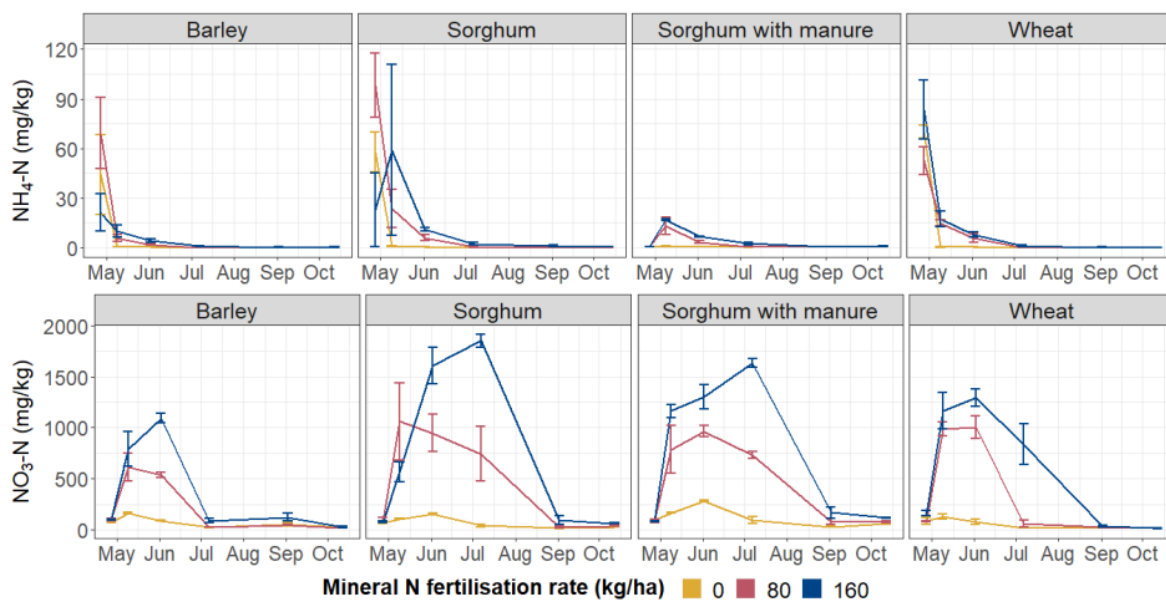 Barley Sorghum Sorghum with manure Wheat
NH₄-N (mg/kg)
120
90
60
30
0
May Jun Jul Aug Sep Oct May Jun Jul Aug Sep Oct May Jun Jul Aug Sep Oct May Jun Jul Aug Sep Oct
Barley Sorghum Sorghum with manure Wheat
NO₃-N (mg/kg)
2000
1500
1000
500
0
May Jun Jul Aug Sep Oct May Jun Jul Aug Sep Oct May Jun Jul Aug Sep Oct May Jun Jul Aug Sep Oct
Mineral N fertilisation rate (kg/ha) 0 80 160